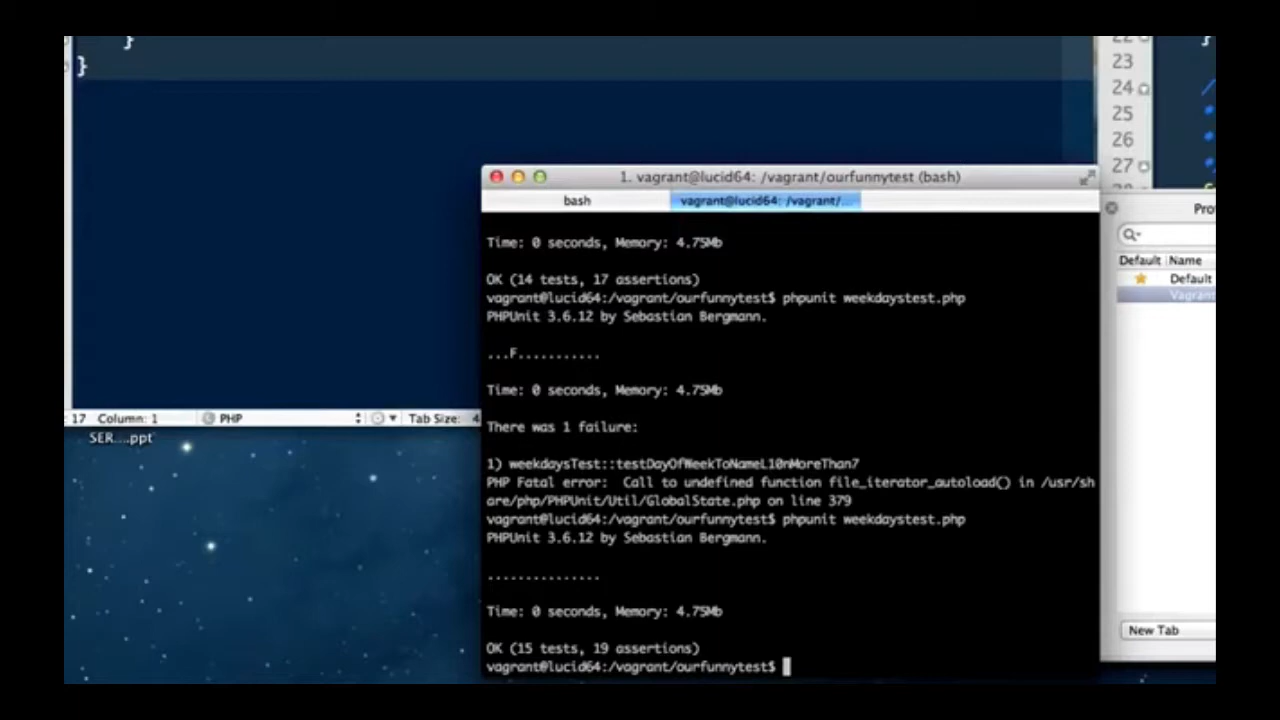 }
}
22
23
24
25
26
27
/
*
*
*
1. vagrant@lucid64: /vagrant/ourfunnytest (bash)
bash
vagrant@lucid64: /vagrant/...
Time: 0 seconds, Memory: 4.75Mb
OK (14 tests, 17 assertions)
vagrant@lucid64:/vagrant/ourfunnytest$ phpunit weekdaystest.php
PHPUnit 3.6.12 by Sebastian Bergmann.
...F...........
Time: 0 seconds, Memory: 4.75Mb
There was 1 failure:
1) weekdaysTest::testDayOfWeekToNameL10nMoreThan7
PHP Fatal error:  Call to undefined function file_iterator_autoload() in /usr/sh
are/php/PHPUnit/Util/GlobalState.php on line 379
vagrant@lucid64:/vagrant/ourfunnytest$ phpunit weekdaystest.php
PHPUnit 3.6.12 by Sebastian Bergmann.
...............
Time: 0 seconds, Memory: 4.75Mb
OK (15 tests, 19 assertions)
vagrant@lucid64:/vagrant/ourfunnytest$
17 Column: 1
PHP
Tab Size: 4
SER....ppt
Pro
Default Name
Default
Vagrant
New Tab